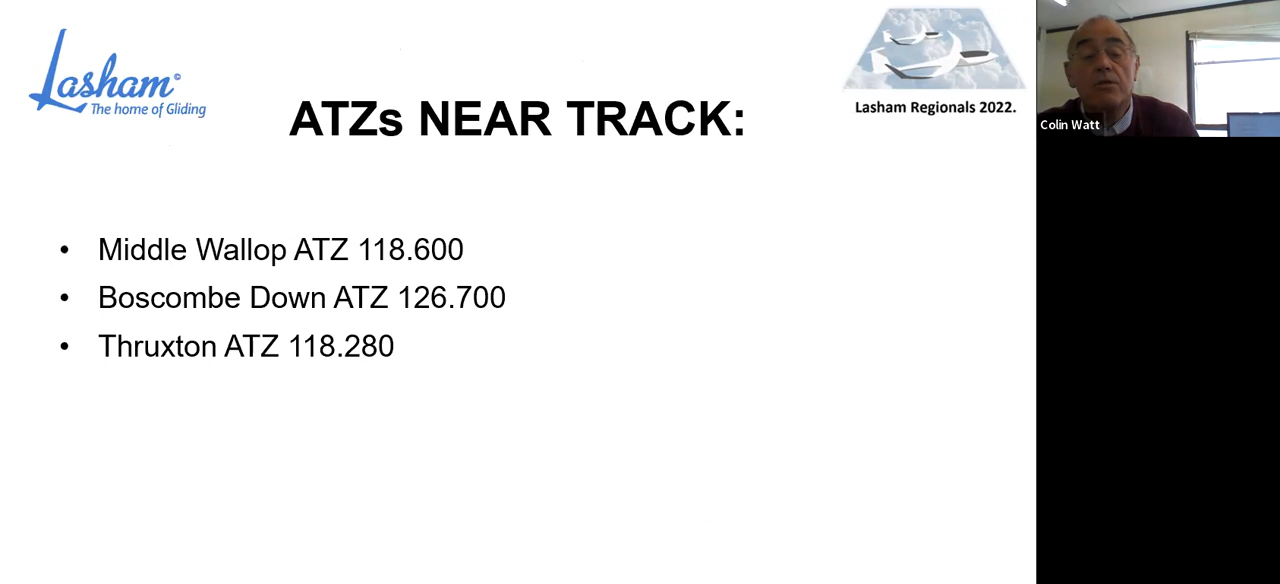 Lasham©
The home of Gliding
Lasham Regionals 2022.
ATZs NEAR TRACK:
• Middle Wallop ATZ 118.600
• Boscombe Down ATZ 126.700
• Thruxton ATZ 118.280
Colin Watt